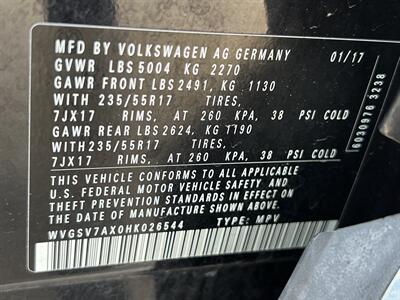 MFD BY VOLKSWAGEN AG GERMANY 01/17
GVWR LBS 5004 KG 2270
GAWR FRONT LBS 2491, KG 1130
WITH 235/55R17 TIRES,
7JX17 RIMS, AT 260 KPA, 38 PSI COLD
GAWR REAR LBS 2624, KG 1190
WITH 235/55R17 TIRES,
7JX17 RIMS, AT 260 KPA, 38 PSI COLD
THIS VEHICLE CONFORMS TO ALL APPLICABLE
U.S. FEDERAL MOTOR VEHICLE SAFETY AND
THEFT PREVENTION STANDARDS IN EFFECT ON
THE DATE OF MANUFACTURE SHOWN ABOVE.
WVGSV7AX0HK026544 TYPE: MPV
6030976 3238